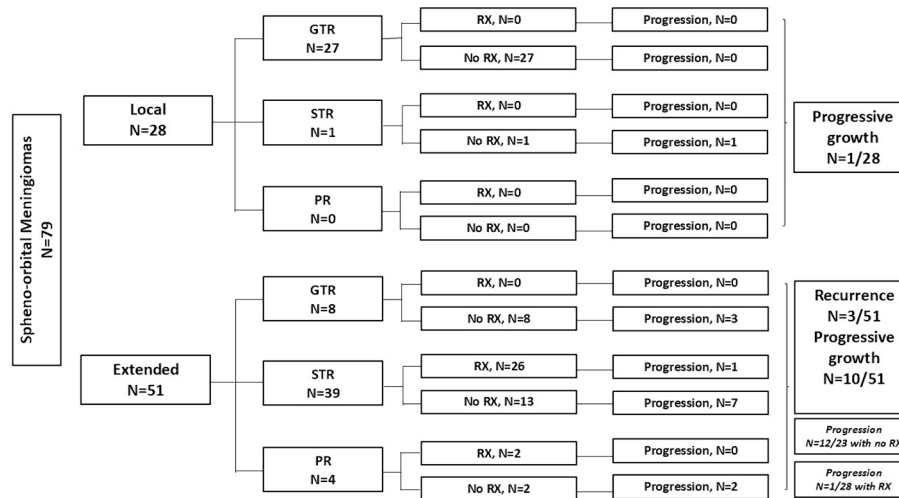 Spheno-orbital Meningiomas
N=79
Local
N=28
GTR
N=27
RX, N=0
Progression, N=0
No RX, N=27
Progression, N=0
STR
N=1
RX, N=0
Progression, N=0
No RX, N=1
Progression, N=1
PR
N=0
RX, N=0
Progression, N=0
No RX, N=0
Progression, N=0
Progressive
growth
N=1/28
Extended
N=51
GTR
N=8
RX, N=0
Progression, N=0
No RX, N=8
Progression, N=3
STR
N=39
RX, N=26
Progression, N=1
No RX, N=13
Progression, N=7
PR
N=4
RX, N=2
Progression, N=0
No RX, N=2
Progression, N=2
Recurrence
N=3/51
Progressive
growth
N=10/51
Progression
N=12/23 with no RX
Progression
N=1/28 with RX